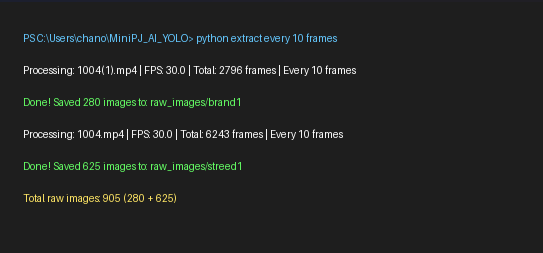 PS C:\Users\chano\MiniPJ_AI_YOLO> python extract every 10 frames
Processing: 1004(1).mp4 | FPS: 30.0 | Total: 2796 frames | Every 10 frames
Done! Saved 280 images to: raw_images/brand1
Processing: 1004.mp4 | FPS: 30.0 | Total: 6243 frames | Every 10 frames
Done! Saved 625 images to: raw_images/streed1
Total raw images: 905 (280 + 625)